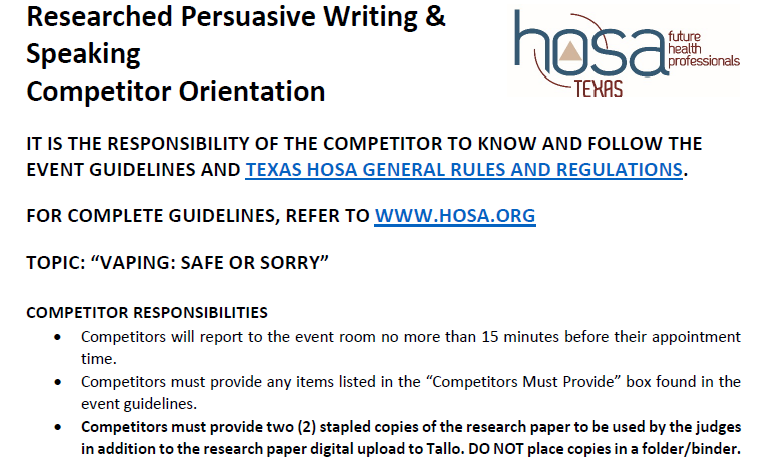 Researched Persuasive Writing &
Speaking
Competitor Orientation
hosa
future
health
professionals
TEXAS
IT IS THE RESPONSIBILITY OF THE COMPETITOR TO KNOW AND FOLLOW THE
EVENT GUIDELINES AND TEXAS HOSA GENERAL RULES AND REGULATIONS.
FOR COMPLETE GUIDELINES, REFER TO WWW.HOSA.ORG
TOPIC: “VAPING: SAFE OR SORRY”
COMPETITOR RESPONSIBILITIES
• Competitors will report to the event room no more than 15 minutes before their appointment
time.
• Competitors must provide any items listed in the “Competitors Must Provide” box found in the
event guidelines.
• Competitors must provide two (2) stapled copies of the research paper to be used by the judges
in addition to the research paper digital upload to Tallo. DO NOT place copies in a folder/binder.